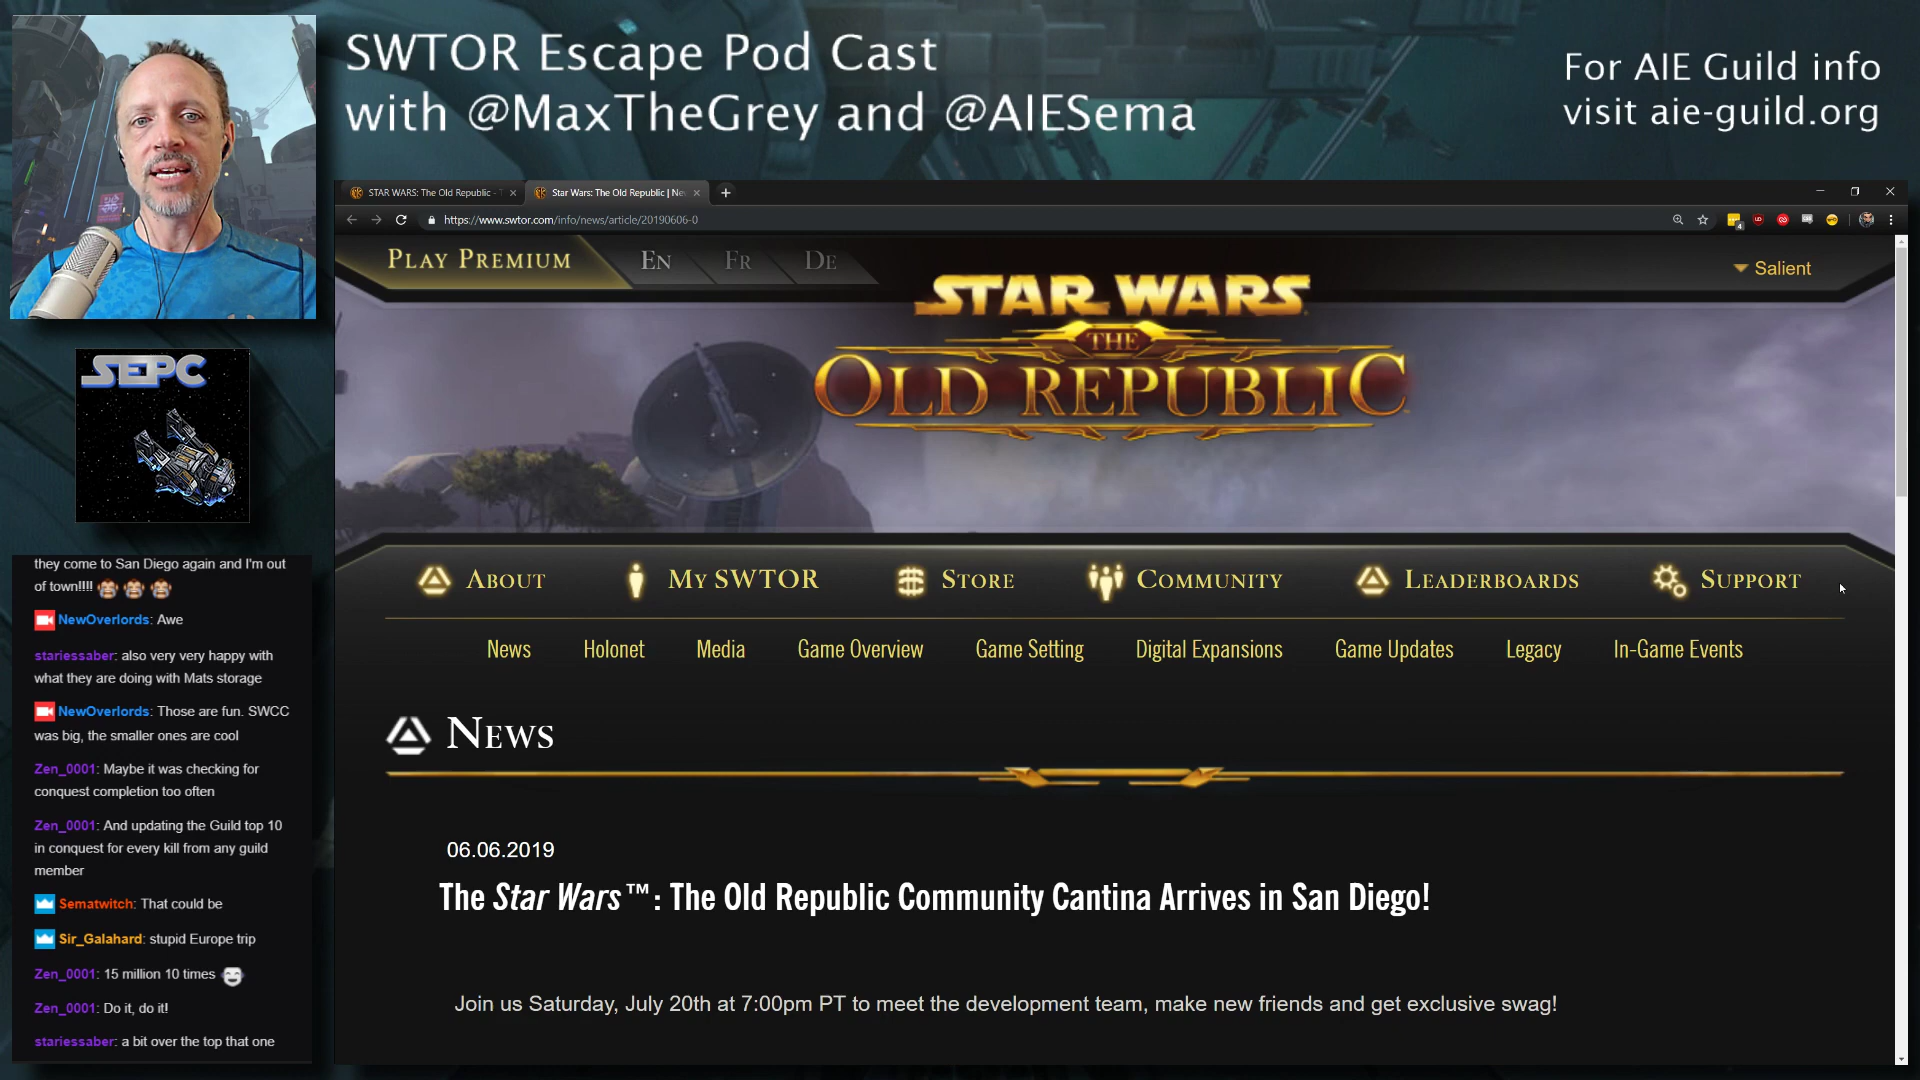 SWTOR Escape Pod Cast
with @MaxTheGrey and @AIESema
For AIE Guild info
visit aie-guild.org
SEPC
they come to San Diego again and I'm out
of town!!!!
NewOverlords: Awe
stariessaber: also very very happy with
what they are doing with Mats storage
NewOverlords: Those are fun. SWCC
was big, the smaller ones are cool
Zen_0001: Maybe it was checking for
conquest completion too often
Zen_0001: And updating the Guild top 10
in conquest for every kill from any guild
member
Sematwitch: That could be
Sir_Galahard: stupid Europe trip
Zen_0001: 15 million 10 times
Zen_0001: Do it, do it!
stariessaber: a bit over the top that one
STAR WARS: The Old Republic -
Star Wars: The Old Republic | Ne
https://www.swtor.com/info/news/article/20190606-0
4
Play Premium
En
Fr
De
Salient
STAR WARS
THE
OLD REPUBLIC
About
My SWTOR
Store
Community
Leaderboards
Support
News
Holonet
Media
Game Overview
Game Setting
Digital Expansions
Game Updates
Legacy
In-Game Events
News
06.06.2019
The Star Wars™: The Old Republic Community Cantina Arrives in San Diego!
Join us Saturday, July 20th at 7:00pm PT to meet the development team, make new friends and get exclusive swag!